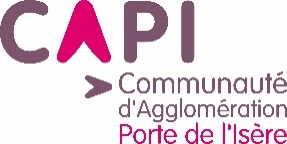 CAPI
Communauté
d'Agglomération
Porte de l'Isère